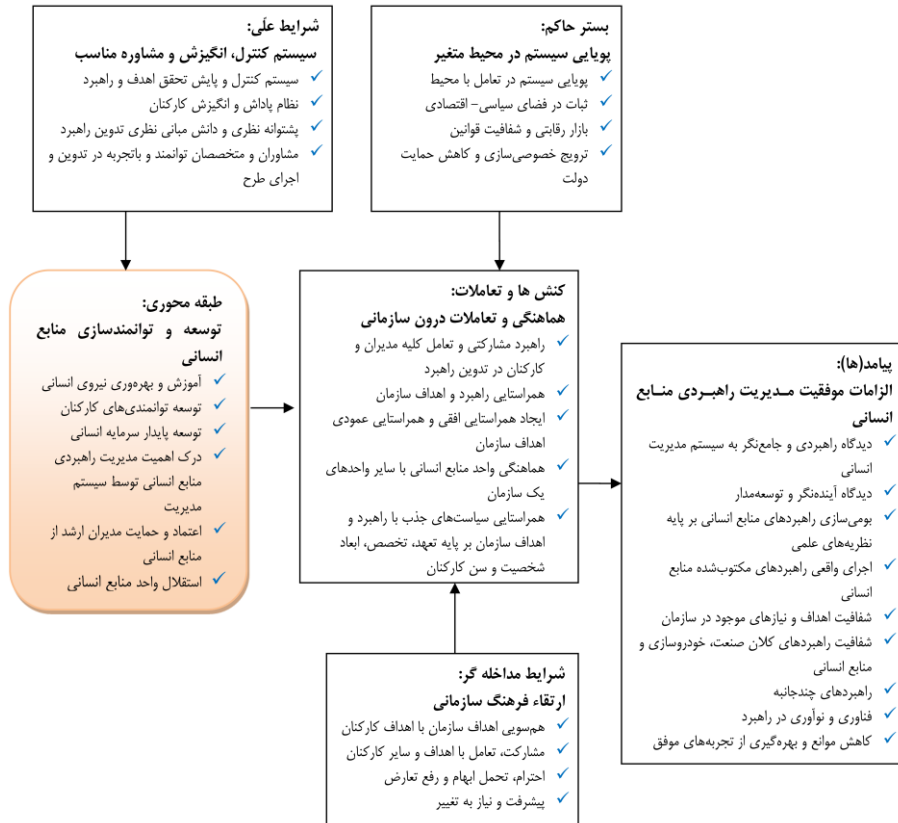 بستر حاکم:
پویایی سیستم در محیط متغیر
✓ پویایی سیستم در تعامل با محیط
✓ ثبات در فضای سیاسی- اقتصادی
✓ بازار رقابتی و شفافیت قوانین
✓ ترویج خصوصی‌سازی و کاهش حمایت
دولت
شرایط علّی:
سیستم کنترل، انگیزش و مشاوره مناسب
✓ سیستم کنترل و پایش تحقق اهدف و راهبرد
✓ نظام پاداش و انگیزش کارکنان
✓ پشتوانه نظری و دانش مبانی نظری تدوین راهبرد
✓ مشاوران و متخصصان توانمند و باتجربه در تدوین و
اجرای طرح
طبقه محوری:
توسعه و توانمندسازی منابع
انسانی
✓ آموزش و بهره‌وری نیروی انسانی
✓ توسعه توانمندی‌های کارکنان
✓ توسعه پایدار سرمایه انسانی
✓ درک اهمیت مدیریت راهبردی
منابع انسانی توسط سیستم
مدیریت
✓ اعتماد و حمایت مدیران ارشد از
منابع انسانی
✓ استقلال واحد منابع انسانی
کنش ها و تعاملات:
هماهنگی و تعاملات درون سازمانی
✓ راهبرد مشارکتی و تعامل کلیه مدیران و
کارکنان در تدوین راهبرد
✓ همراستایی راهبرد و اهداف سازمان
✓ ایجاد همراستایی افقی و همراستایی عمودی
اهداف سازمان
✓ هماهنگی واحد منابع انسانی با سایر واحدهای
یک سازمان
✓ همراستایی سیاست‌های جذب با راهبرد و
اهداف سازمان بر پایه تعهد، تخصص، ابعاد
شخصیت و سن کارکنان
شرایط مداخله گر:
ارتقاء فرهنگ سازمانی
✓ هم‌سویی اهداف سازمان با اهداف کارکنان
✓ مشارکت، تعامل با اهداف و سایر کارکنان
✓ احترام، تحمل ابهام و رفع تعارض
✓ پیشرفت و نیاز به تغییر
پیامد(ها):
الزامات موفقیت مـدیریت راهبـردی منـابع
انسانی
✓ دیدگاه راهبردی و جامع‌نگر به سیستم مدیریت
انسانی
✓ دیدگاه آینده‌نگر و توسعه‌مدار
✓ بومی‌سازی راهبردهای منابع انسانی بر پایه
نظریه‌های علمی
✓ اجرای واقعی راهبردهای مکتوب‌شده منابع
انسانی
✓ شفافیت اهداف و نیازهای موجود در سازمان
✓ شفافیت راهبردهای کلان صنعت، خودروسازی و
منابع انسانی
✓ راهبردهای چندجانبه
✓ فناوری و نوآوری در راهبرد
✓ کاهش موانع و بهره‌گیری از تجربه‌های موفق